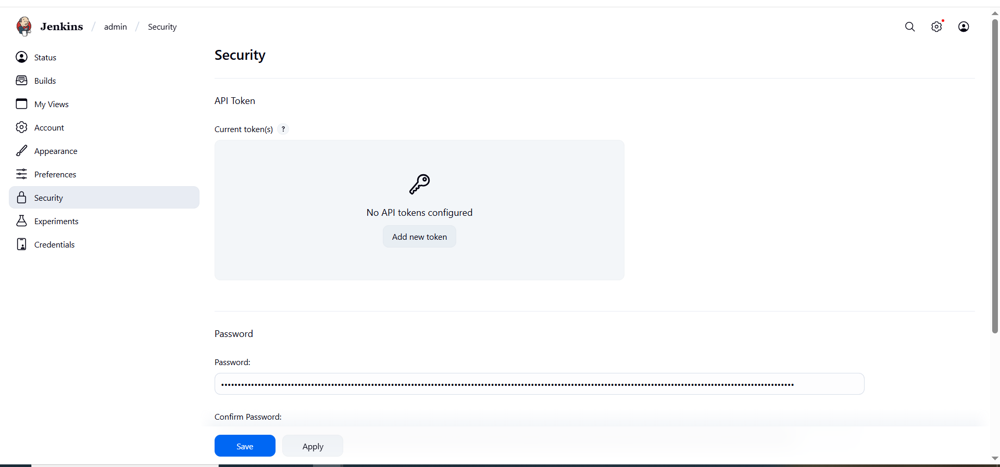 Jenkins / admin / Security
Status
Builds
My Views
Account
Appearance
Preferences
Security
Experiments
Credentials
Security
API Token
Current token(s) ?
No API tokens configured
Add new token
Password
Password:
Confirm Password:
Save Apply